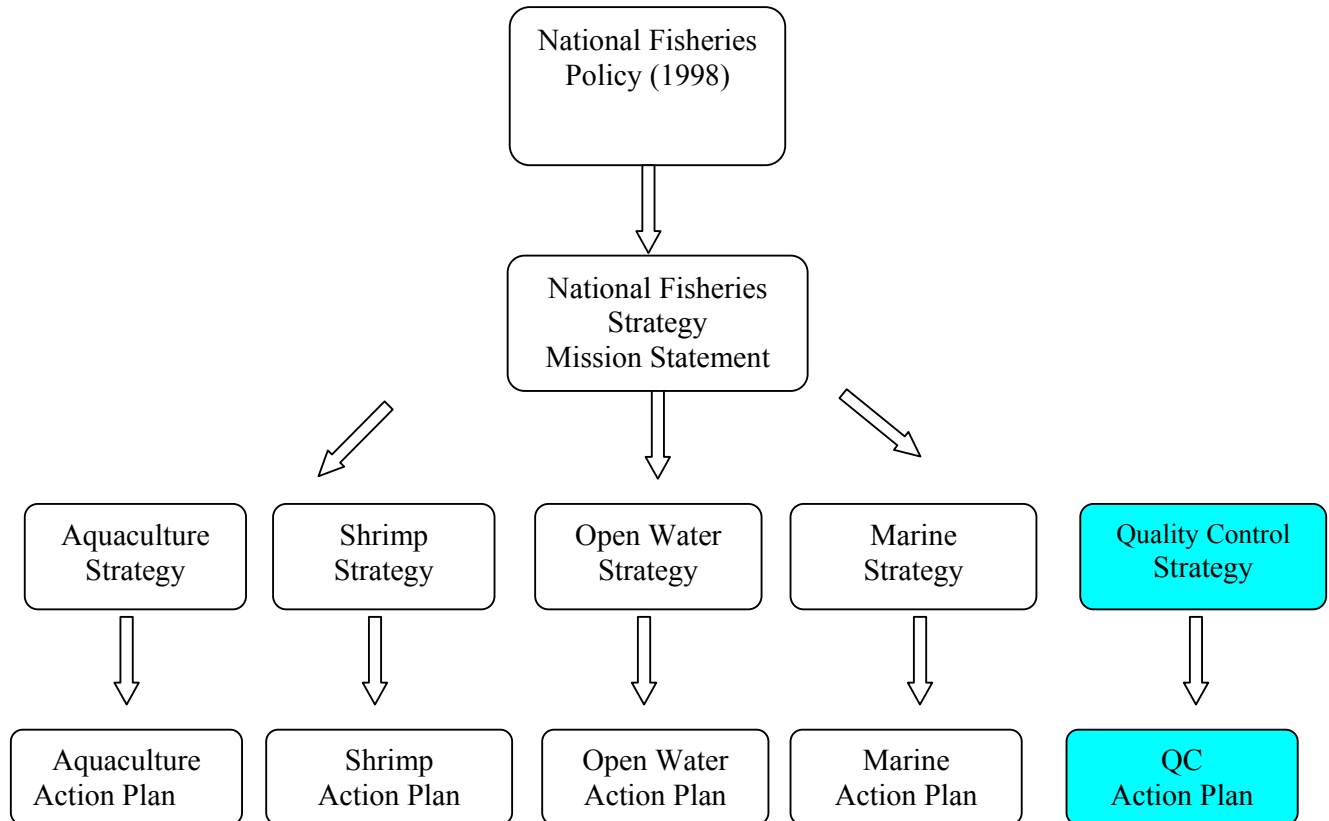 National Fisheries
Policy (1998)
National Fisheries
Strategy
Mission Statement
Aquaculture
Strategy
Shrimp
Strategy
Open Water
Strategy
Marine
Strategy
Quality Control
Strategy
Aquaculture
Action Plan
Shrimp
Action Plan
Open Water
Action Plan
Marine
Action Plan
QC
Action Plan